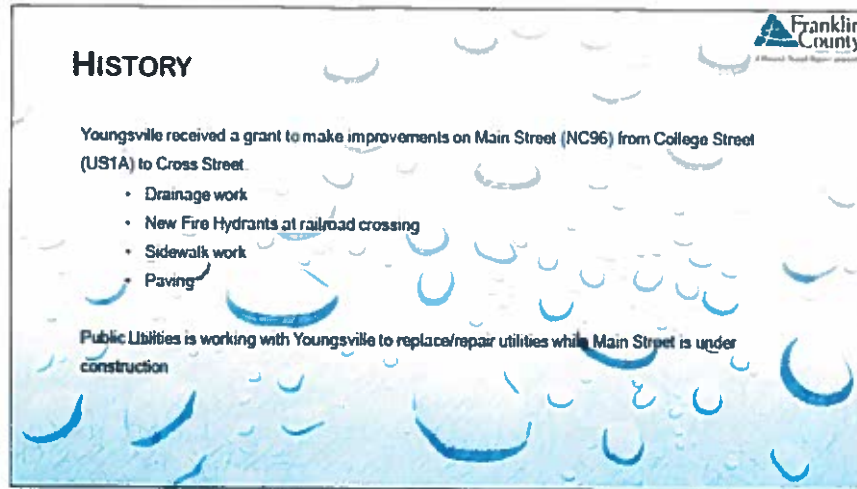 Franklin
County
HISTORY
Youngsville received a grant to make improvements on Main Street (NC96) from College Street
(US1A) to Cross Street.
• Drainage work
• New Fire Hydrants at railroad crossing
• Sidewalk work
• Paving
Public Utilities is working with Youngsville to replace/repair utilities while Main Street is under
construction